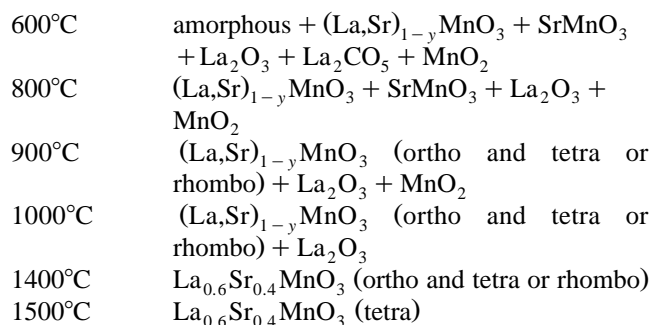 600°C amorphous + (La,Sr)₁₋yMnO₃ + SrMnO₃
+ La₂O₃ + La₂CO₅ + MnO₂
800°C (La,Sr)₁₋yMnO₃ + SrMnO₃ + La₂O₃ +
MnO₂
900°C (La,Sr)₁₋yMnO₃ (ortho and tetra or
rhombo) + La₂O₃ + MnO₂
1000°C (La,Sr)₁₋yMnO₃ (ortho and tetra or
rhombo) + La₂O₃
1400°C La₀.₆Sr₀.₄MnO₃ (ortho and tetra or rhombo)
1500°C La₀.₆Sr₀.₄MnO₃ (tetra)